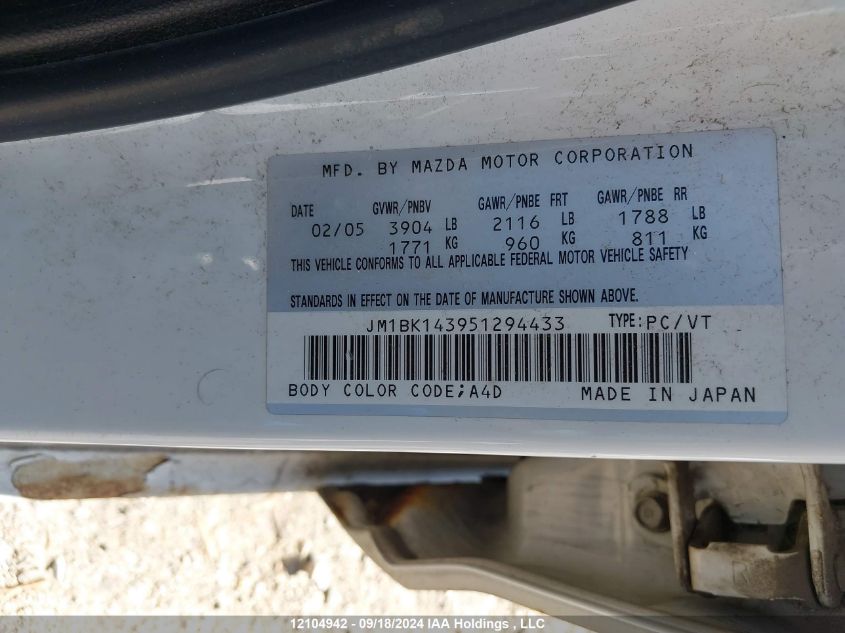 MFD. BY MAZDA MOTOR CORPORATION
DATE GVWR/PNBV GAWR/PNBE FRT GAWR/PNBE RR
02/05 3904 LB 2116 LB 1788 LB
1771 KG 960 KG 811 KG
THIS VEHICLE CONFORMS TO ALL APPLICABLE FEDERAL MOTOR VEHICLE SAFETY
STANDARDS IN EFFECT ON THE DATE OF MANUFACTURE SHOWN ABOVE.
JM1BK143951294433 TYPE:PC/VT
BODY COLOR CODE;A4D MADE IN JAPAN
12104942 - 09/18/2024 IAA Holdings , LLC